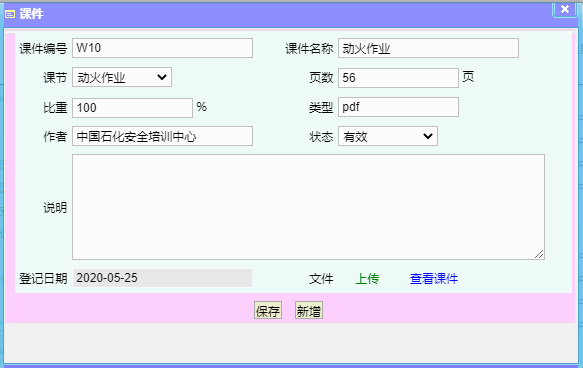 课件
课件编号 W10 课件名称 动火作业
课节 动火作业 页数 56 页
比重 100 % 类型 pdf
作者 中国石化安全培训中心 状态 有效
说明
登记日期 2020-05-25 文件 上传 查看课件
保存 新增